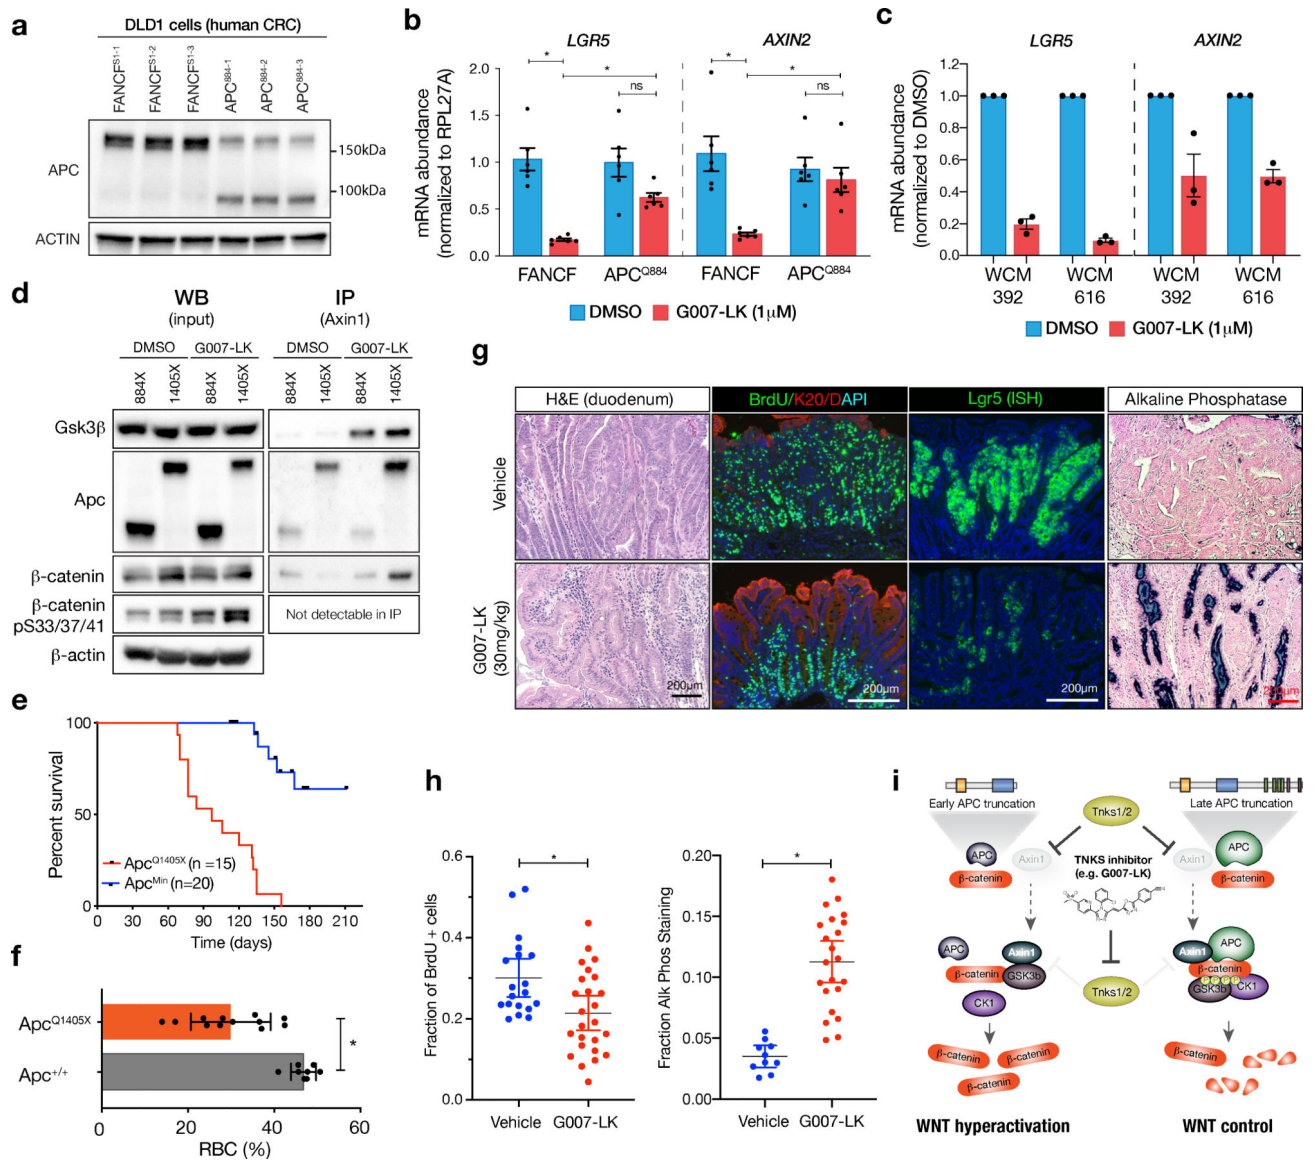 a
DLD1 cells (human CRC)
FANCF^S1-1
FANCF^S1-2
FANCF^S1-3
APC^884-1
APC^884-2
APC^884-3
APC
150kDa
100kDa
ACTIN
b
LGR5
AXIN2
mRNA abundance
(normalized to RPL27A)
2.0
1.5
1.0
0.5
0.0
*
*
ns
*
*
ns
FANCF
APC^Q884
FANCF
APC^Q884
DMSO
G007-LK (1μM)
c
LGR5
AXIN2
mRNA abundance
(normalized to DMSO)
1.2
1.0
0.8
0.6
0.4
0.2
0.0
WCM
392
WCM
616
WCM
392
WCM
616
DMSO
G007-LK (1μM)
d
WB
(input)
IP
(Axin1)
DMSO
G007-LK
DMSO
G007-LK
884X
1405X
884X
1405X
884X
1405X
884X
1405X
Gsk3β
Apc
β-catenin
β-catenin
pS33/37/41
β-actin
Not detectable in IP
e
Percent survival
100
50
0
Apc^Q1405X (n =15)
Apc^Min (n=20)
0
30
60
90
120
150
180
210
Time (days)
f
Apc^Q1405X
Apc^+/+
*
0
20
40
60
RBC (%)
g
H&E (duodenum)
BrdU/K20/DAPI
Lgr5 (ISH)
Alkaline Phosphatase
Vehicle
G007-LK
(30mg/kg)
200μm
200μm
200μm
200μm
h
Fraction of BrdU + cells
0.6
0.4
0.2
0.0
*
Vehicle
G007-LK
Fraction Alk Phos Staining
0.20
0.15
0.10
0.05
0.00
*
Vehicle
G007-LK
i
Early APC truncation
Late APC truncation
Tnks1/2
APC
Axin1
β-catenin
TNKS inhibitor
(e.g. G007-LK)
Axin1
APC
β-catenin
APC
Axin1
β-catenin
GSK3b
CK1
Tnks1/2
Axin1
APC
β-catenin
P P P P
GSK3b
CK1
β-catenin
β-catenin
β-catenin
β-catenin
WNT hyperactivation
WNT control